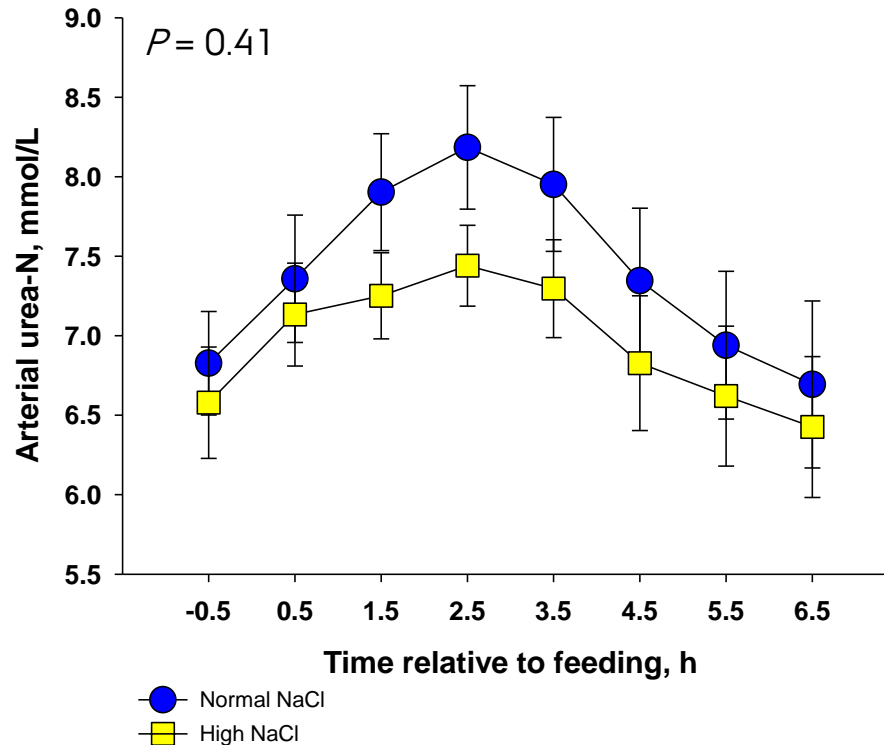 9.0
P = 0.41
8.5
8.0
7.5
7.0
6.5
6.0
5.5
Arterial urea-N, mmol/L
-0.5 0.5 1.5 2.5 3.5 4.5 5.5 6.5
Time relative to feeding, h
Normal NaCl
High NaCl